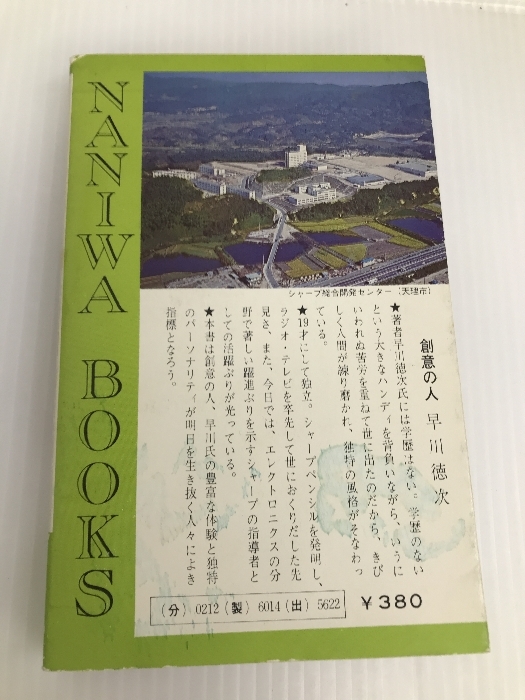 NANIWA BOOKS
シャープ総合開発センター（天理市）
創意の人 早川徳次
★著者早川徳次氏には学歴はない。学歴のない
という大きなハンディを背負いながら、いうに
いわれぬ苦労を重ねて世に出たのだから、きび
しく人間が練り磨かれ、独特の風格がそなわっ
ている。
★19才にして独立。シャープペンシルを発明し、
ラジオ・テレビを卒先して世におくりだした先
見さ、また、今日では、エレクトロニクスの分
野で著しい躍進ぶりを示すシャープの指導者と
しての活躍ぶりが光っている。
★本書は創意の人、早川氏の豊富な体験と独特
のパーソナリティが明日を生き抜く人々によき
指標となろう。
（分）0212（製）6014（出）5622
￥380